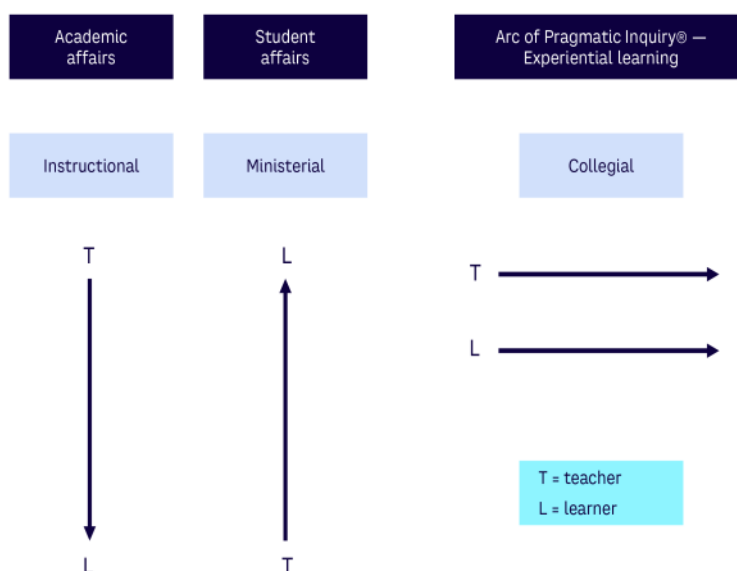 Academic
affairs
Student
affairs
Arc of Pragmatic Inquiry® —
Experiential learning
Instructional
Ministerial
Collegial
T
L
L
T
T
L
T = teacher
L = learner